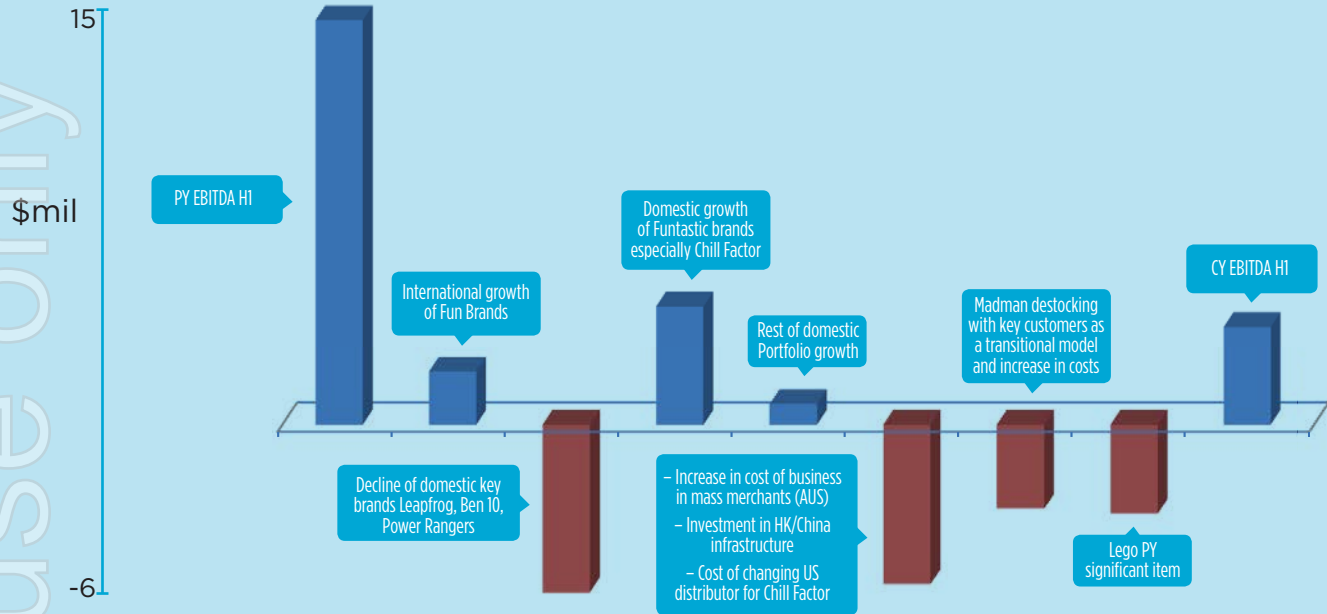 15
$mil
-6
PY EBITDA H1
International growth
of Fun Brands
Decline of domestic key
brands Leapfrog, Ben 10,
Power Rangers
Domestic growth
of Funtastic brands
especially Chill Factor
Rest of domestic
Portfolio growth
– Increase in cost of business
in mass merchants (AUS)
– Investment in HK/China
infrastructure
– Cost of changing US
distributor for Chill Factor
Madman destocking
with key customers as
a transitional model
and increase in costs
Lego PY
significant item
CY EBITDA H1
use only